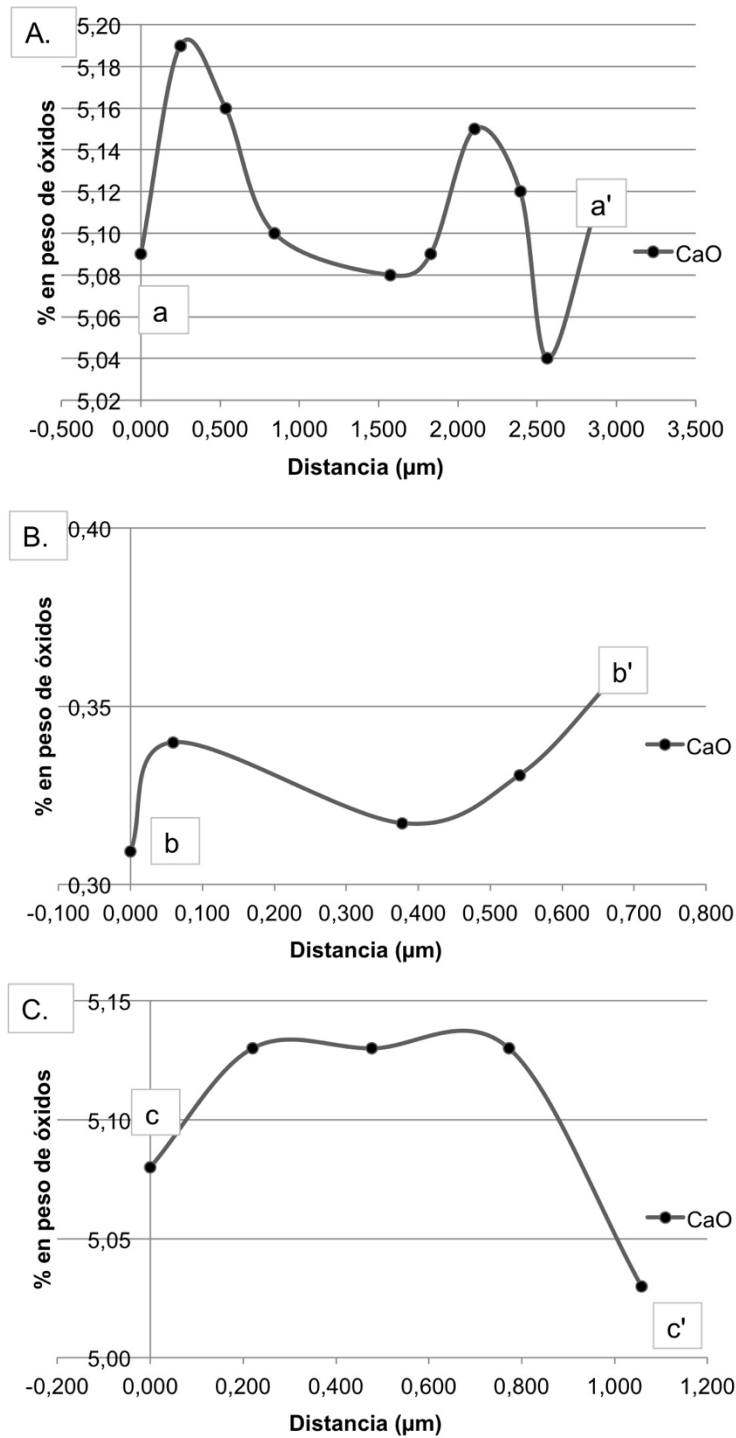 A.
% en peso de óxidos
5,20
5,18
5,16
5,14
5,12
5,10
5,08
5,06
5,04
5,02
a
a'
CaO
-0,500 0,000 0,500 1,000 1,500 2,000 2,500 3,000 3,500
Distancia (µm)
B.
% en peso de óxidos
0,40
0,35
0,30
b
b'
CaO
-0,100 0,000 0,100 0,200 0,300 0,400 0,500 0,600 0,700 0,800
Distancia (µm)
C.
% en peso de óxidos
5,15
5,10
5,05
5,00
c
c'
CaO
-0,200 0,000 0,200 0,400 0,600 0,800 1,000 1,200
Distancia (µm)